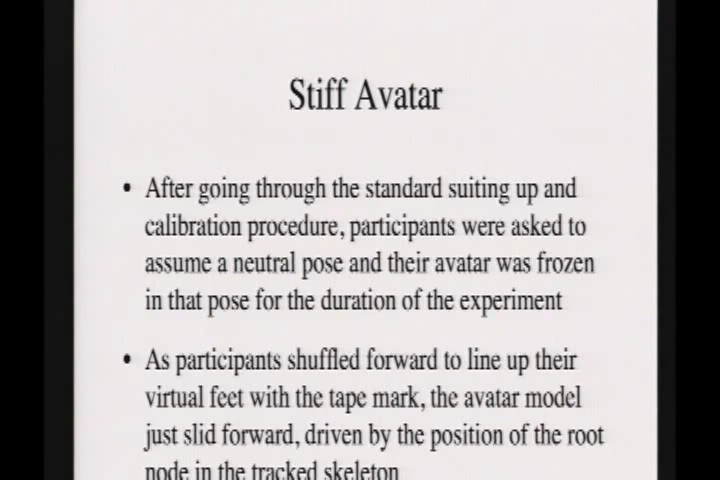 Stiff Avatar
• After going through the standard suiting up and
calibration procedure, participants were asked to
assume a neutral pose and their avatar was frozen
in that pose for the duration of the experiment
• As participants shuffled forward to line up their
virtual feet with the tape mark, the avatar model
just slid forward, driven by the position of the root
node in the tracked skeleton